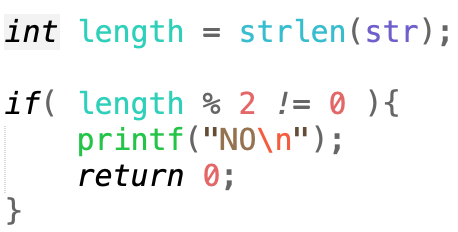 int length = strlen(str);
if( length % 2 != 0 ){
printf("NO\n");
return 0;
}